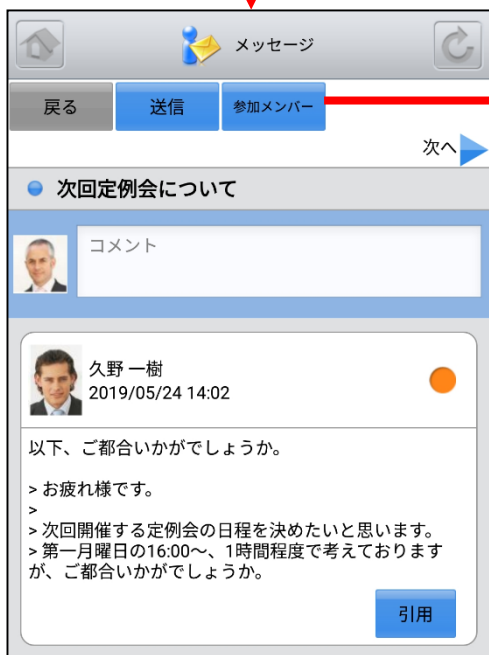 メッセージ
戻る 送信 参加メンバー
次へ
次回定例会について
コメント
久野 一樹
2019/05/24 14:02
以下、ご都合いかがでしょうか。
> お疲れ様です。
>
> 次回開催する定例会の日程を決めたいと思います。
> 第一月曜日の16:00〜、1時間程度で考えております
が、ご都合いかがでしょうか。
引用